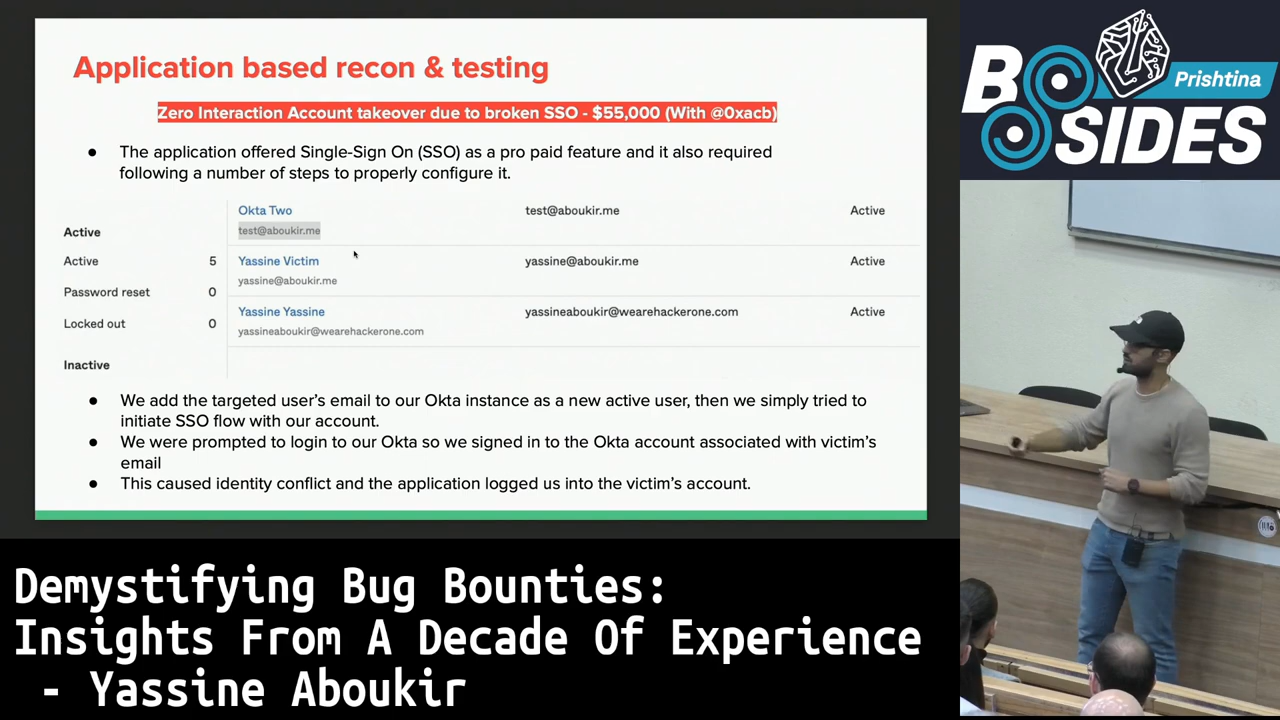 Application based recon & testing
Zero Interaction Account takeover due to broken SSO - $55,000 (With @0xacb)
● The application offered Single-Sign On (SSO) as a pro paid feature and it also required
following a number of steps to properly configure it.
Active
Active 5
Password reset 0
Locked out 0
Inactive
Okta Two test@aboukir.me Active
test@aboukir.me
Yassine Victim yassine@aboukir.me Active
yassine@aboukir.me
Yassine Yassine yassineaboukir@wearehackerone.com Active
yassineaboukir@wearehackerone.com
● We add the targeted user's email to our Okta instance as a new active user, then we simply tried to
initiate SSO flow with our account.
● We were prompted to login to our Okta so we signed in to the Okta account associated with victim's
email
● This caused identity conflict and the application logged us into the victim's account.
BSIDES
Prishtina
Demystifying Bug Bounties:
Insights From A Decade Of Experience
- Yassine Aboukir